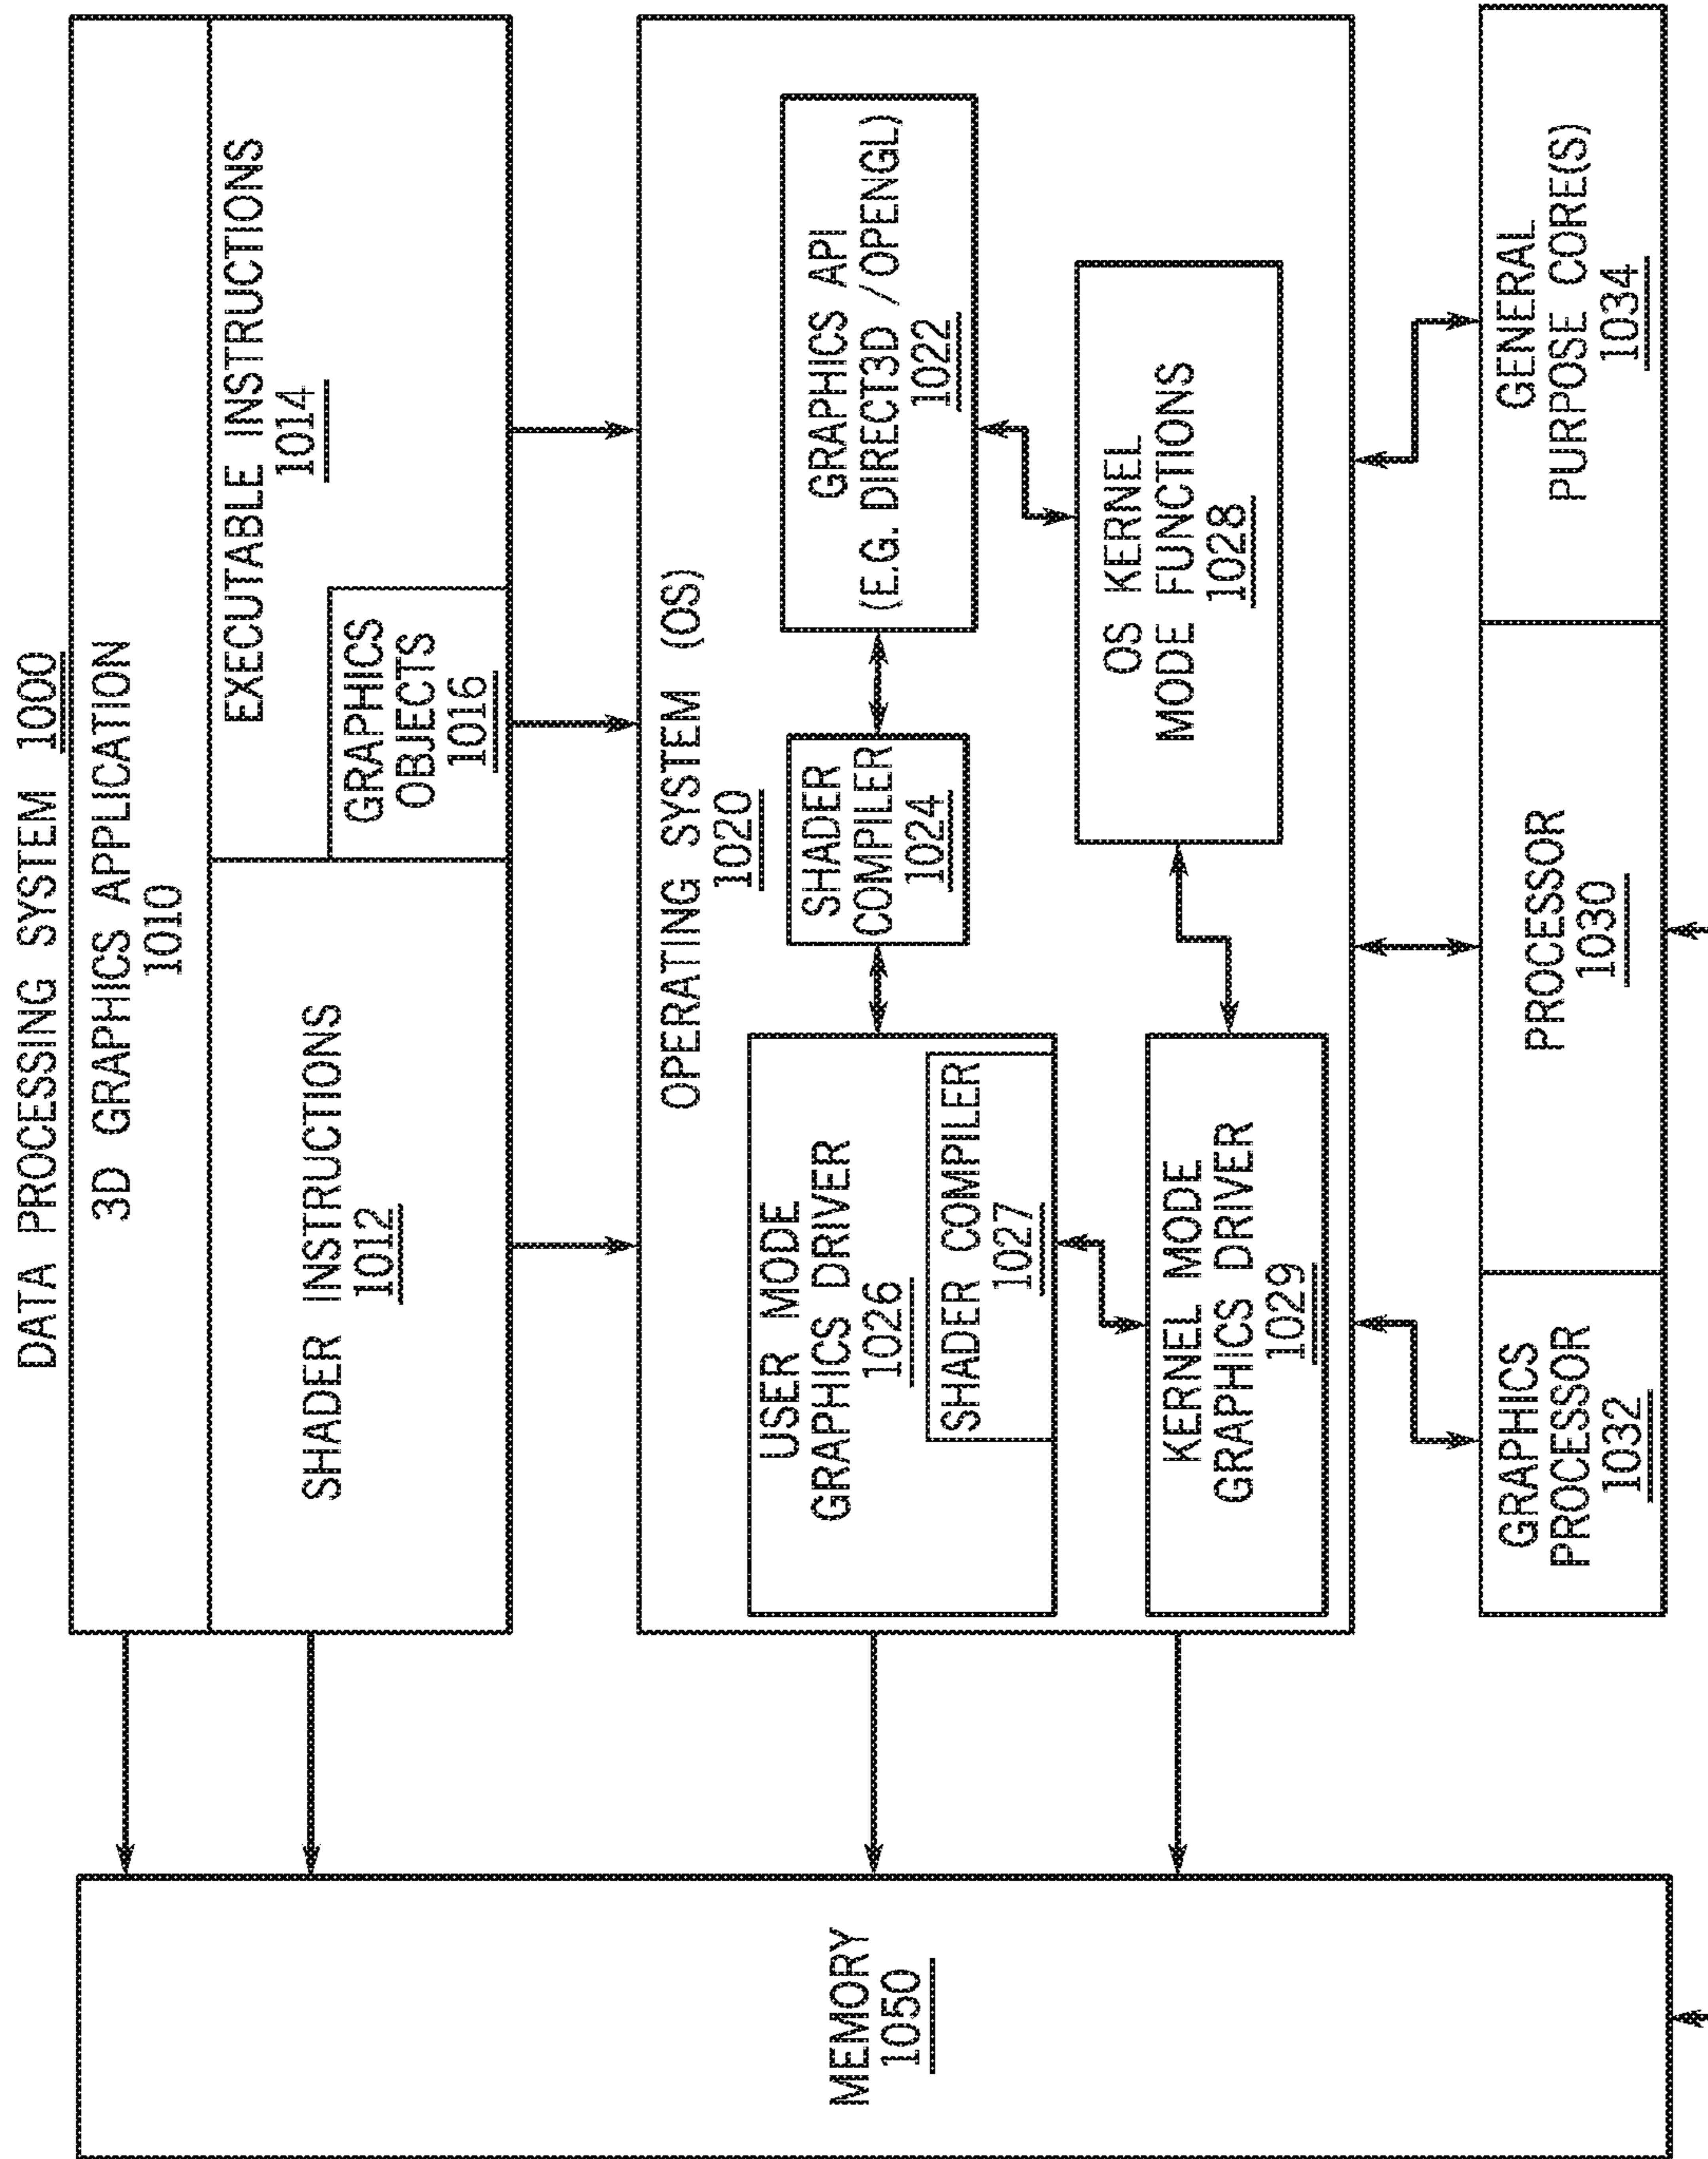 DATA PROCESSING SYSTEM 1000
3D GRAPHICS APPLICATION
1010
SHADER INSTRUCTIONS
1012
EXECUTABLE INSTRUCTIONS
1014
GRAPHICS
OBJECTS
1016
OPERATING SYSTEM (OS)
1020
USER MODE
GRAPHICS DRIVER
1026
SHADER COMPILER
1027
SHADER
COMPILER
1024
GRAPHICS API
(E.G. DIRECT3D /OPENGL)
1022
KERNEL MODE
GRAPHICS DRIVER
1029
OS KERNEL
MODE FUNCTIONS
1028
GRAPHICS
PROCESSOR
1032
PROCESSOR
1030
GENERAL
PURPOSE CORE(S)
1034
MEMORY
1050